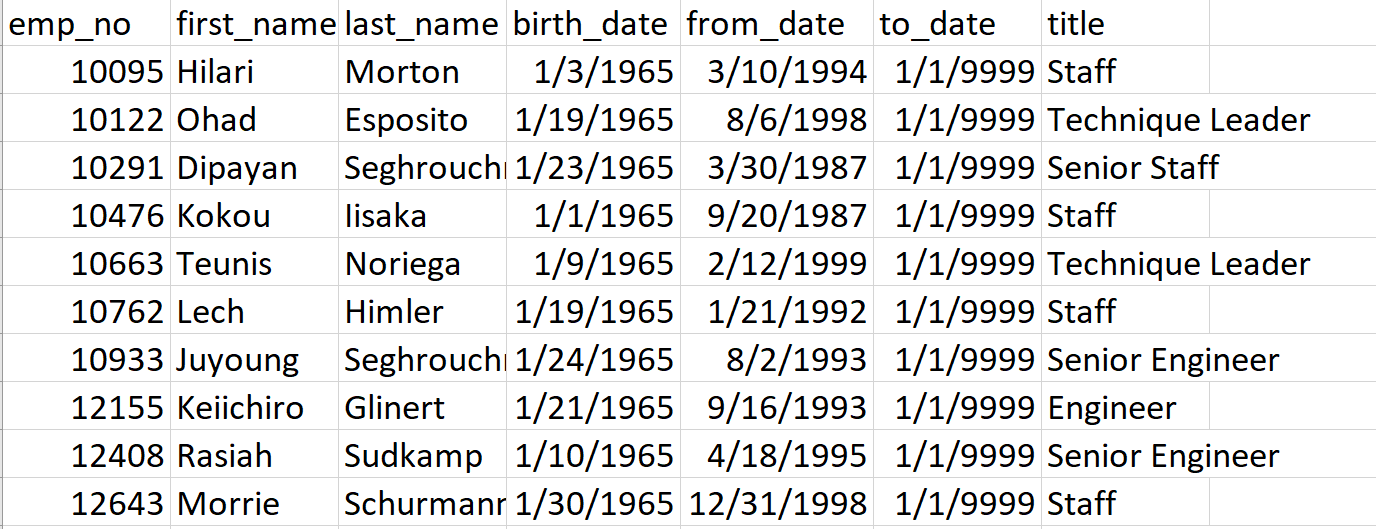 emp_no first_name last_name birth_date from_date to_date title
10095 Hilari Morton 1/3/1965 3/10/1994 1/1/9999 Staff
10122 Ohad Esposito 1/19/1965 8/6/1998 1/1/9999 Technique Leader
10291 Dipayan 1/23/1965 3/30/1987 1/1/9999 Senior Staff
10476 Kokou Iisaka 1/1/1965 9/20/1987 1/1/9999 Staff
10663 Teunis Noriega 1/9/1965 2/12/1999 1/1/9999 Technique Leader
10762 Lech Himler 1/19/1965 1/21/1992 1/1/9999 Staff
10933 Juyoung 1/24/1965 8/2/1993 1/1/9999 Senior Engineer
12155 Keiichiro Glinert 1/21/1965 9/16/1993 1/1/9999 Engineer
12408 Rasiah Sudkamp 1/10/1965 4/18/1995 1/1/9999 Senior Engineer
12643 Morrie 1/30/1965 12/31/1998 1/1/9999 Staff